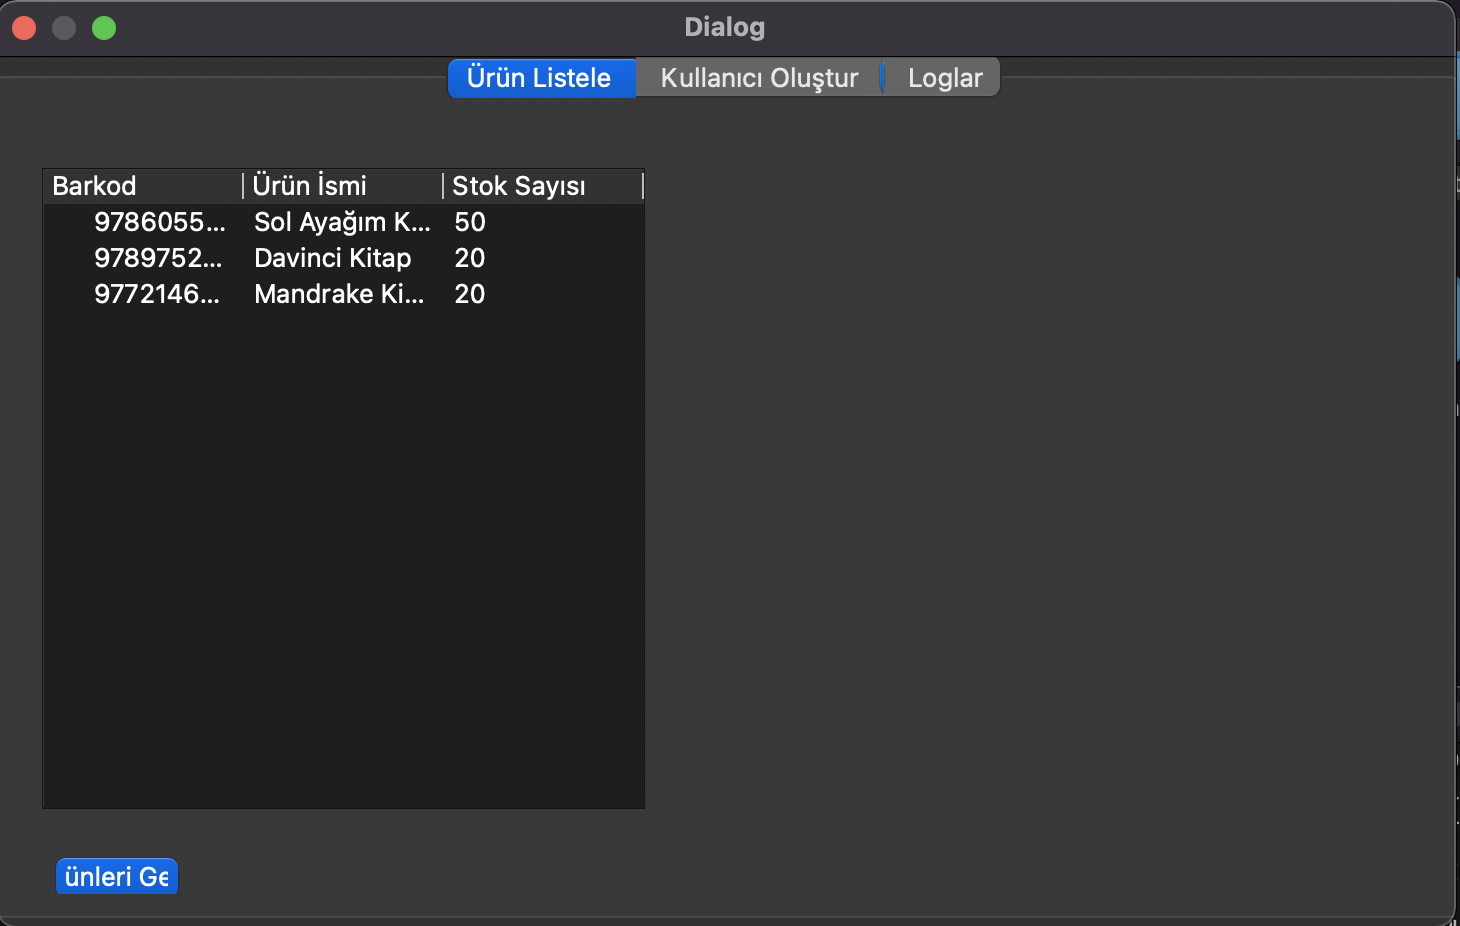 Dialog
Ürün Listele Kullanıcı Oluştur Loglar
Barkod Ürün İsmi Stok Sayısı
9786055... Sol Ayağım K... 50
9789752... Davinci Kitap 20
9772146... Mandrake Ki... 20
ünleri Ge